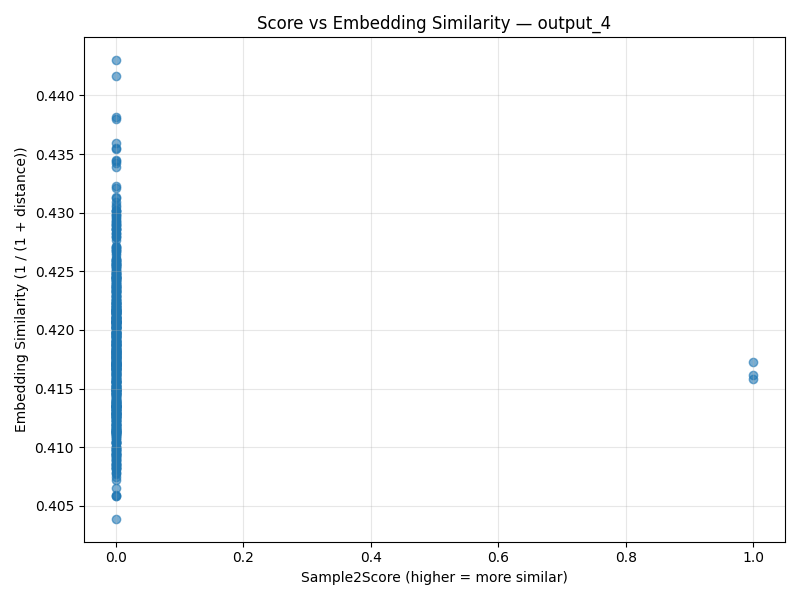 Score vs Embedding Similarity — output_4
Embedding Similarity (1 / (1 + distance))
0.440
0.435
0.430
0.425
0.420
0.415
0.410
0.405
0.0 0.2 0.4 0.6 0.8 1.0
Sample2Score (higher = more similar)